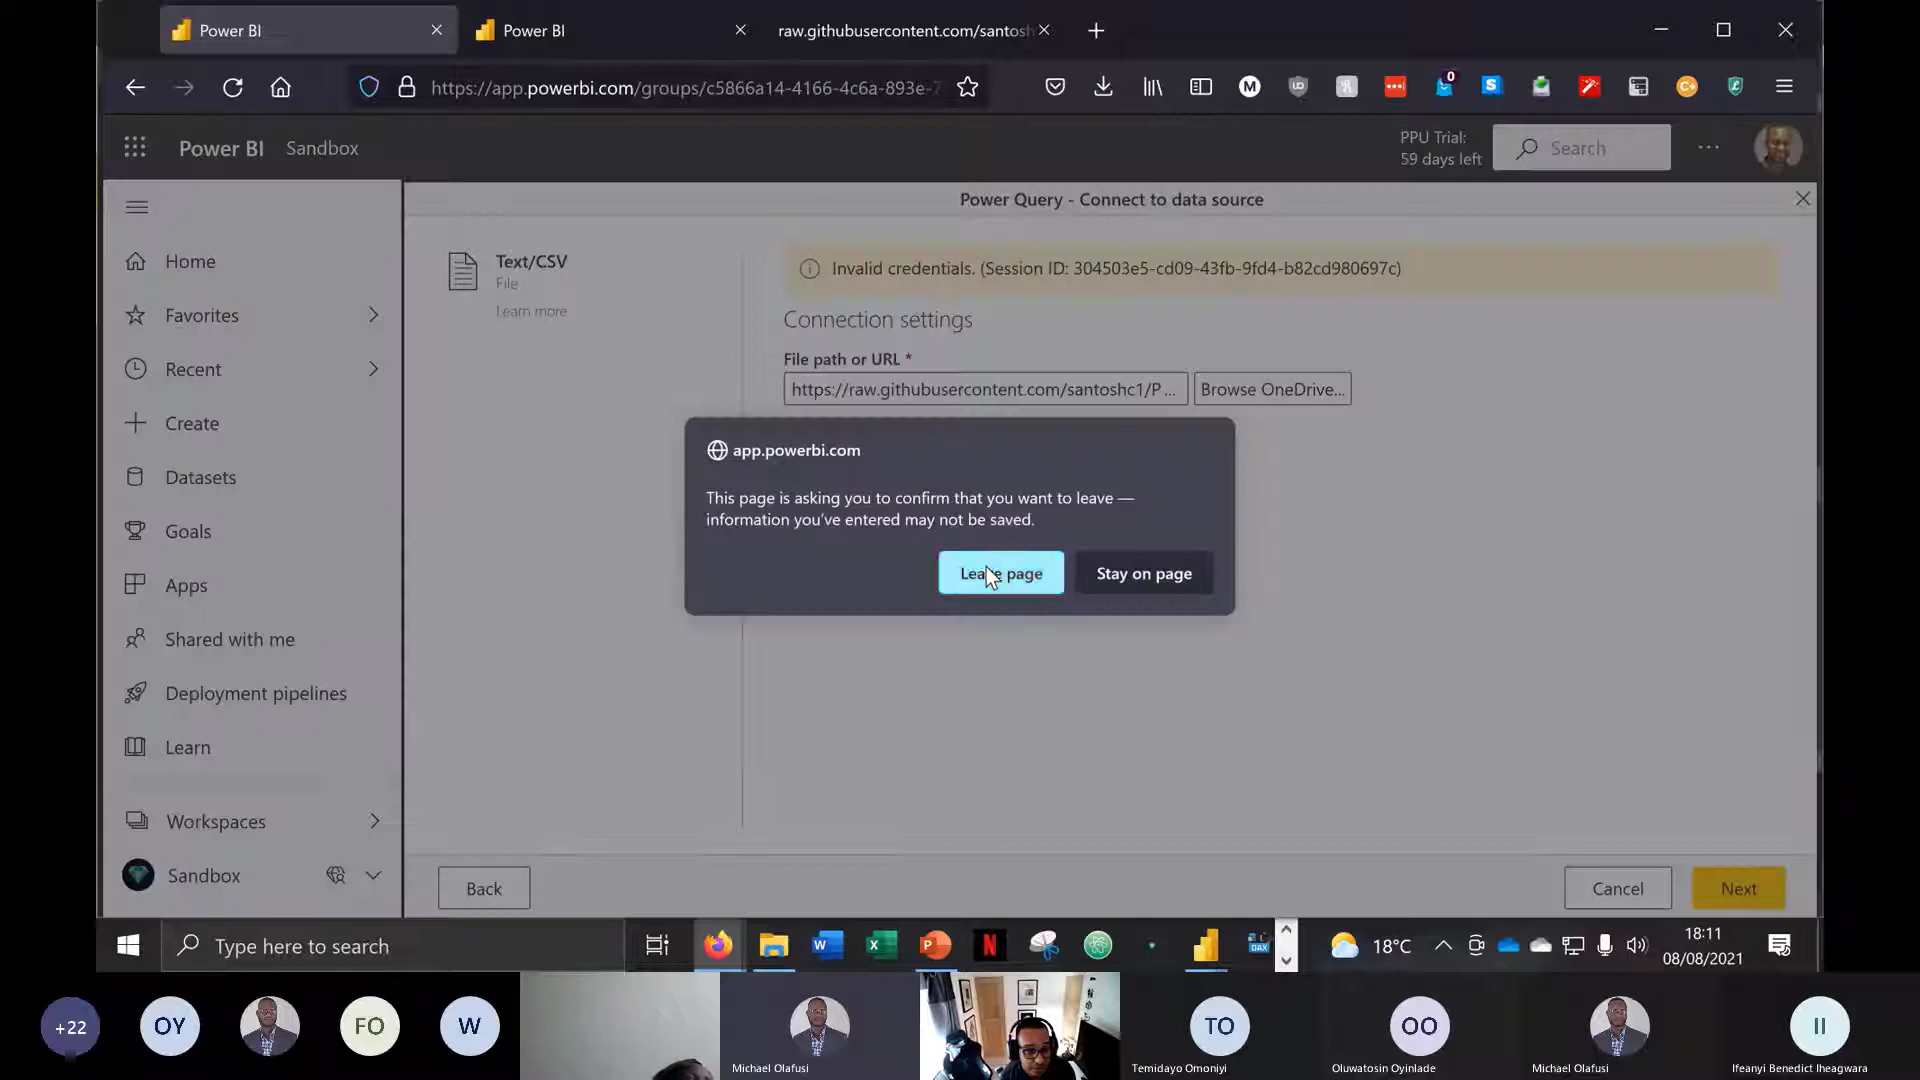 Power BI
Power BI
raw.githubusercontent.com/santosh
https://app.powerbi.com/groups/c5866a14-4166-4c6a-893e-7
0
Power BI
Sandbox
PPU Trial:
59 days left
Search
Power Query - Connect to data source
Home
Favorites
Recent
Create
Datasets
Goals
Apps
Shared with me
Deployment pipelines
Learn
Workspaces
Sandbox
Text/CSV
File
Learn more
Invalid credentials. (Session ID: 304503e5-cd09-43fb-9fd4-b82cd980697c)
Connection settings
File path or URL *
https://raw.githubusercontent.com/santoshc1/P ...
Browse OneDrive...
app.powerbi.com
This page is asking you to confirm that you want to leave —
information you've entered may not be saved.
Leave page
Stay on page
Back
Cancel
Next
Type here to search
18°C
18:11
08/08/2021
+22
OY
FO
W
Michael Olafusi
TO
Temidayo Omoniyi
OO
Oluwatosin Oyinlade
Michael Olafusi
II
Ifeanyi Benedict Iheagwara